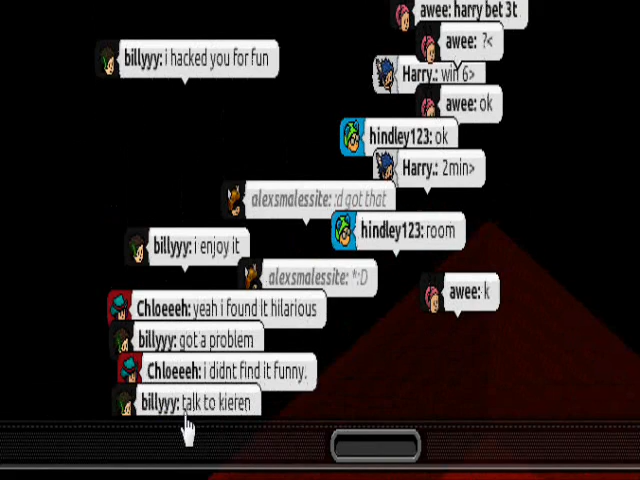 awee: harry bet 3t
awee: ?<
billyyy: i hacked you for fun
Harry.: win 6>
awee: ok
hindley123: ok
Harry.: 2min>
alexsmalessite: :d got that
hindley123: room
billyyy: i enjoy it
alexsmalessite: *:D
awee: k
Chloeeeh: yeah i found it hilarious
billyyy: got a problem
Chloeeeh: i didnt find it funny.
billyyy: talk to kieren